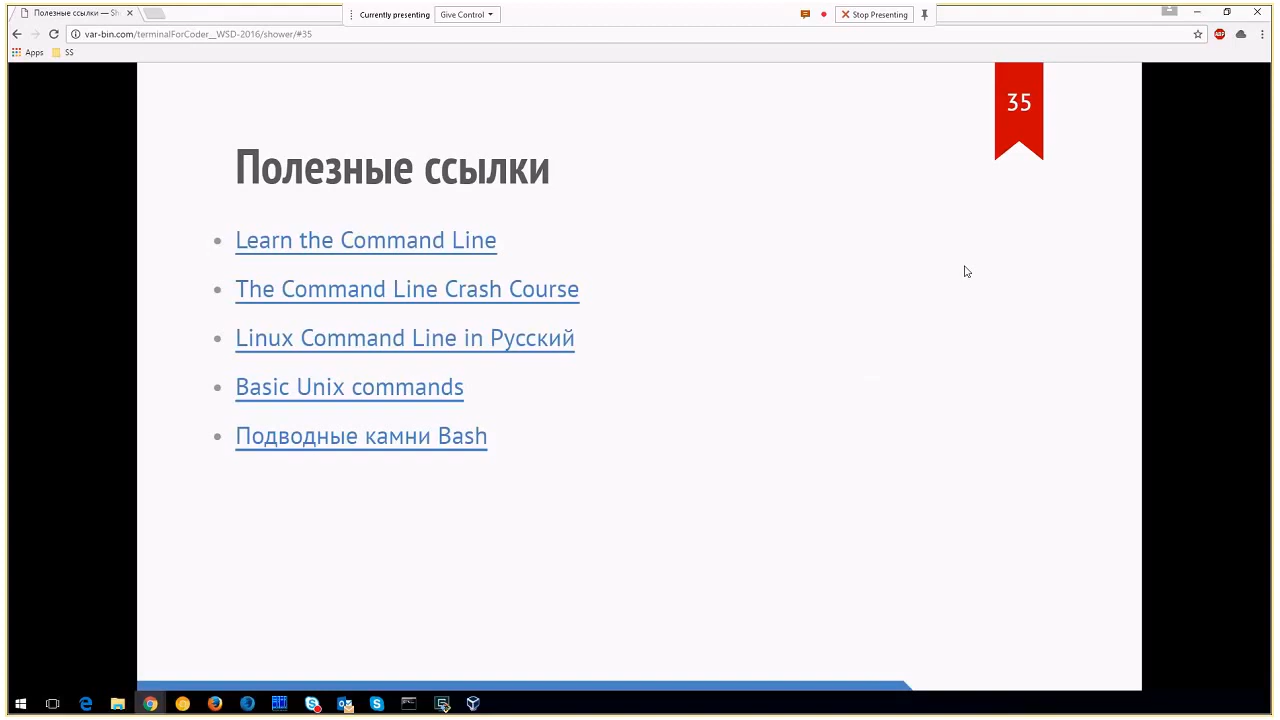 Полезные ссылки — Sh
Currently presenting
Give Control
Stop Presenting
var-bin.com/terminalForCoder__WSD-2016/shower/#35
ABP
Apps
SS
35
Полезные ссылки
Learn the Command Line
The Command Line Crash Course
Linux Command Line in Русский
Basic Unix commands
Подводные камни Bash